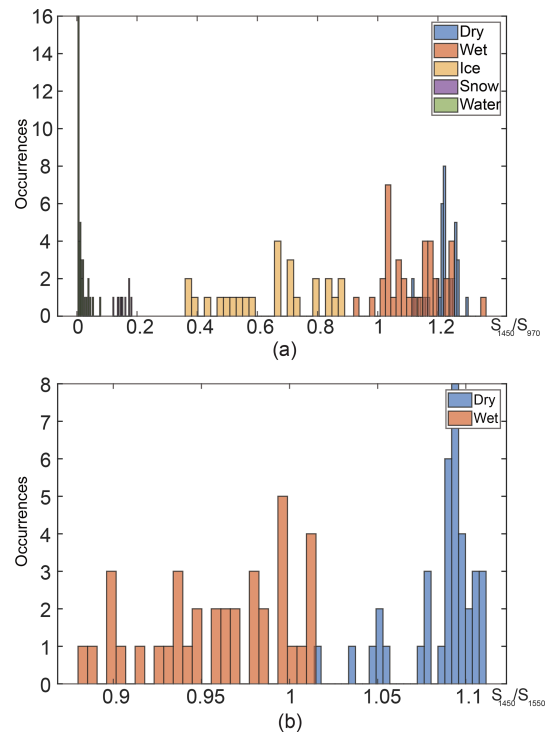 16
14
12
10
8
6
4
2
0
Occurrences
Dry
Wet
Ice
Snow
Water
0 0.2 0.4 0.6 0.8 1 1.2 S1450/S970
(a)
8
7
6
5
4
3
2
1
0
Occurrences
Dry
Wet
0.9 0.95 1 1.05 1.1 S1450/S1550
(b)